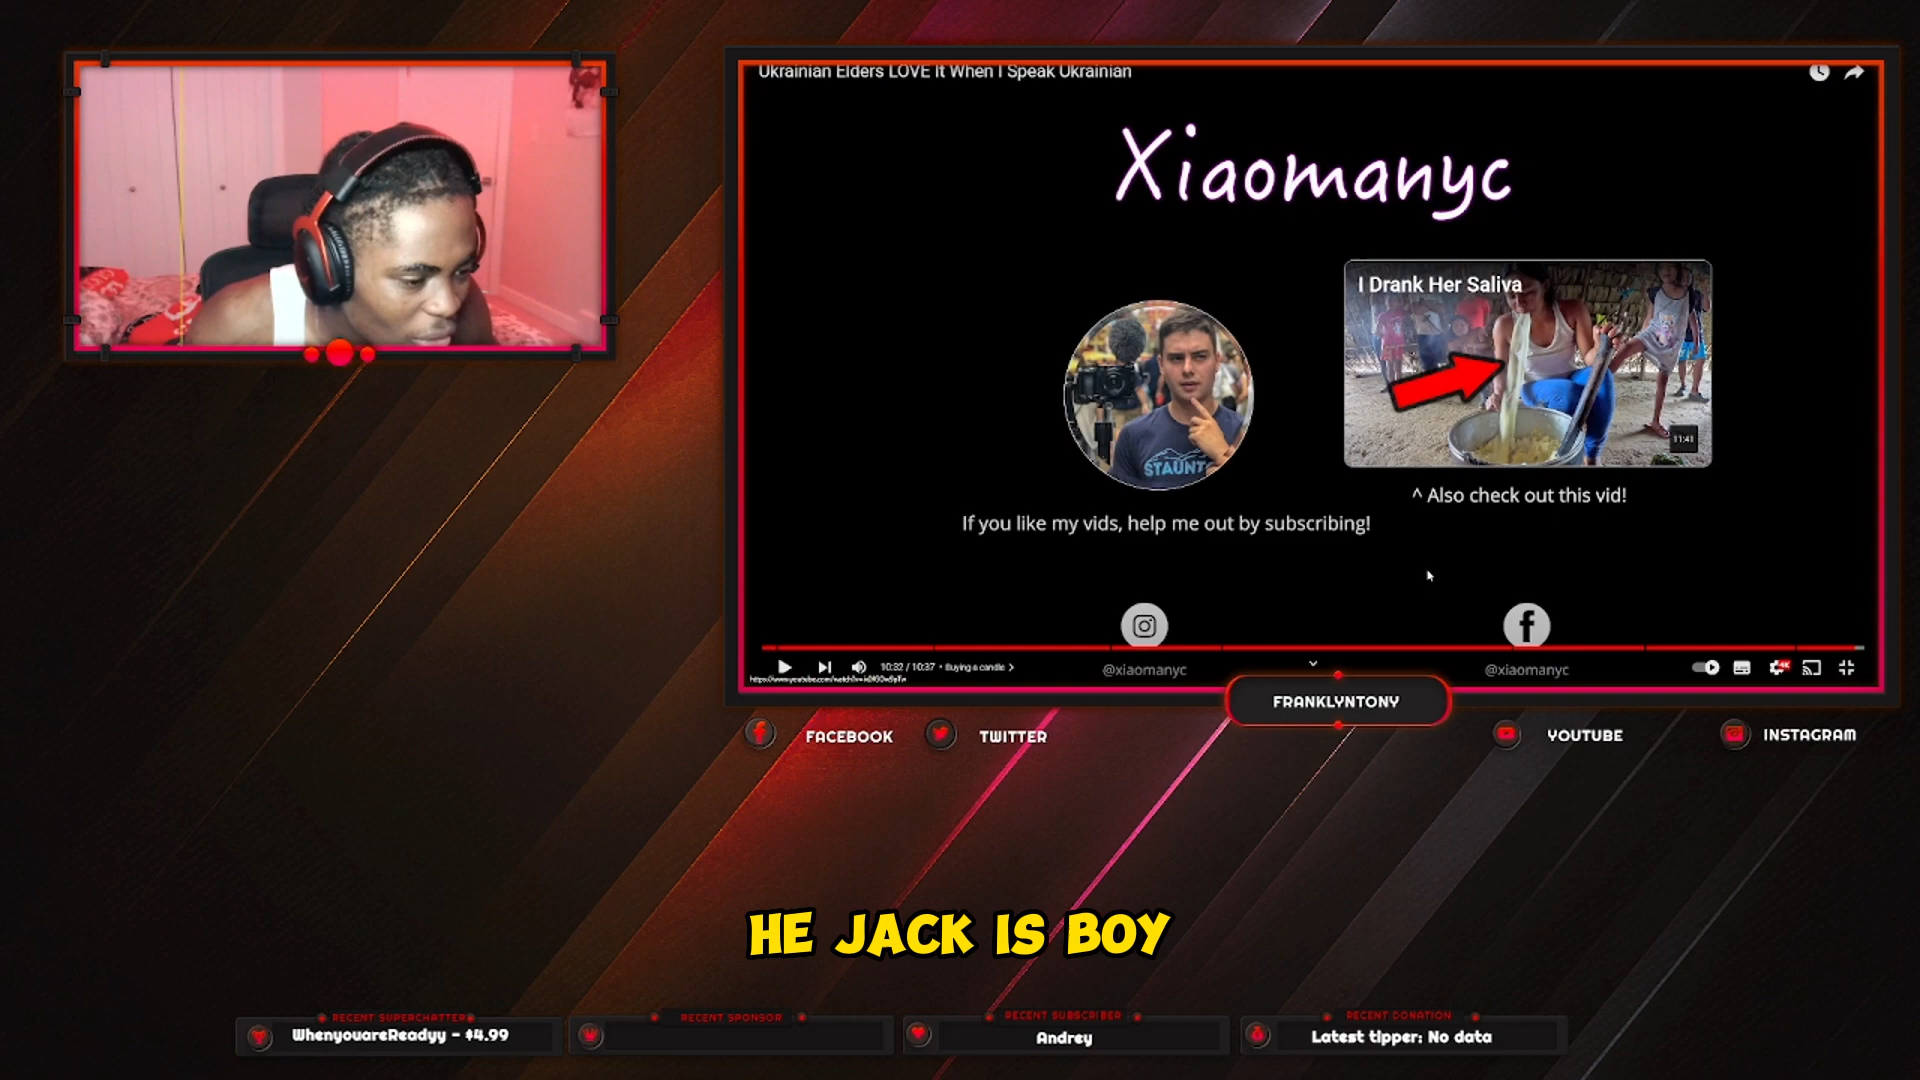 Ukrainian Elders LOVE It When I Speak Ukrainian
Xiaomanyc
I Drank Her Saliva
11:41
STAUNT
^ Also check out this vid!
If you like my vids, help me out by subscribing!
10:32 / 10:37 • Buying a candle >
@xiaomanyc
@xiaomanyc
4K
FRANKLYNTONY
FACEBOOK
TWITTER
YOUTUBE
INSTAGRAM
HE JACK IS BOY
RECENT SUPERCHATTER
WhenyouareReadyy - $4.99
RECENT SPONSOR
RECENT SUBSCRIBER
Andrey
RECENT DONATION
Latest tipper: No data